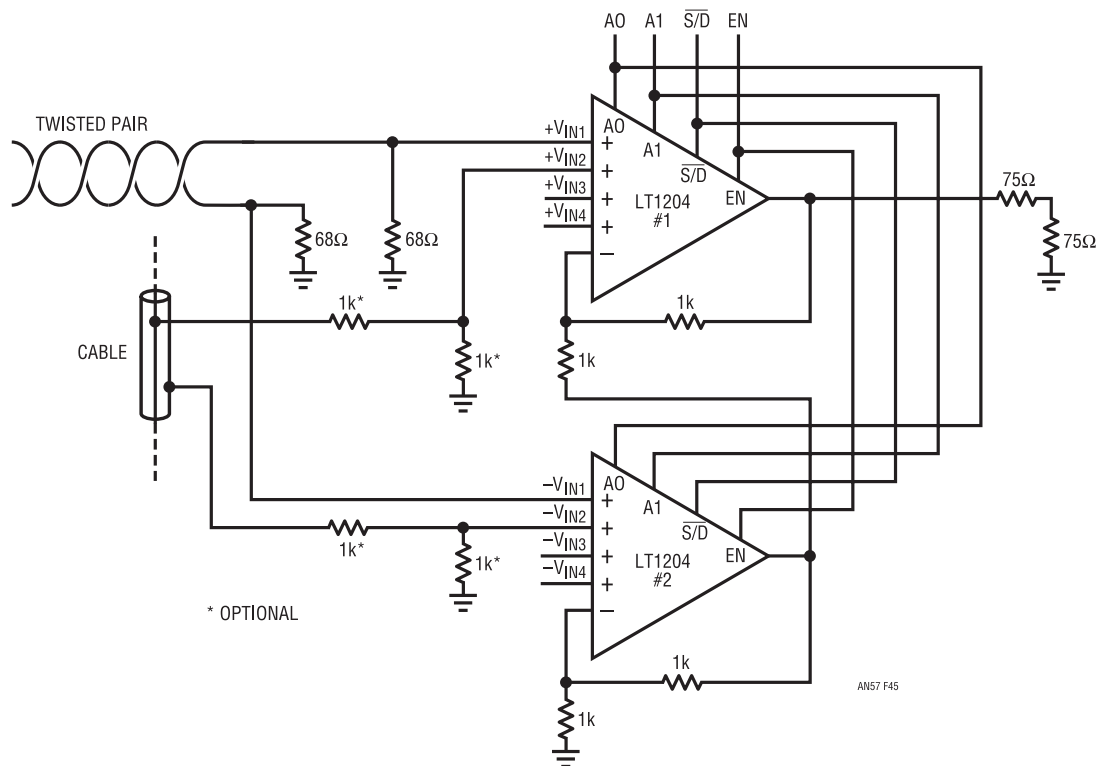 A0 A1 S/D EN
TWISTED PAIR
+VIN1
+VIN2
+VIN3
+VIN4
+
+
+
+
–
A0
A1
S/D
EN
LT1204
#1
75Ω
75Ω
68Ω
68Ω
1k*
1k*
1k
1k
CABLE
–VIN1
–VIN2
–VIN3
–VIN4
+
+
+
+
–
A0
A1
S/D
EN
LT1204
#2
1k*
1k*
* OPTIONAL
1k
1k
AN57 F45